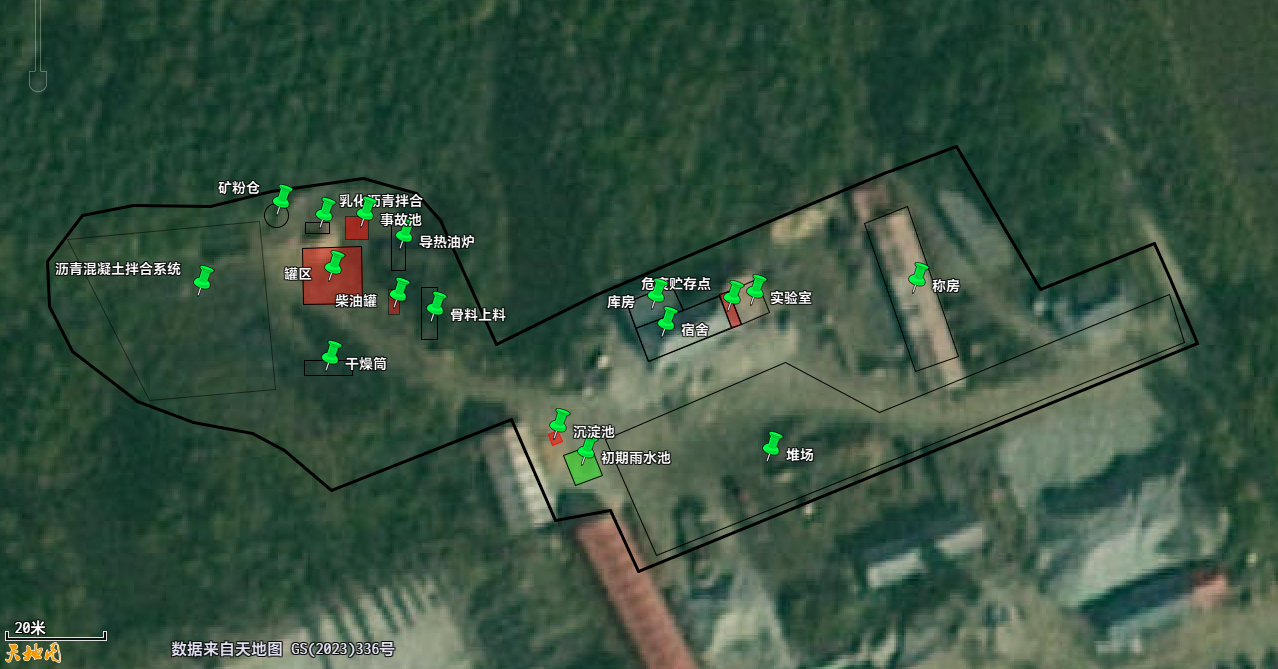 矿粉仓
乳化沥青拌合
事故池
导热油炉
沥青混凝土拌合系统
罐区
柴油罐
骨料上料
干燥筒
危废贮存点
库房
实验室
宿舍
称房
沉淀池
初期雨水池
堆场
20米
天地图
数据来自天地图 GS(2023)336号